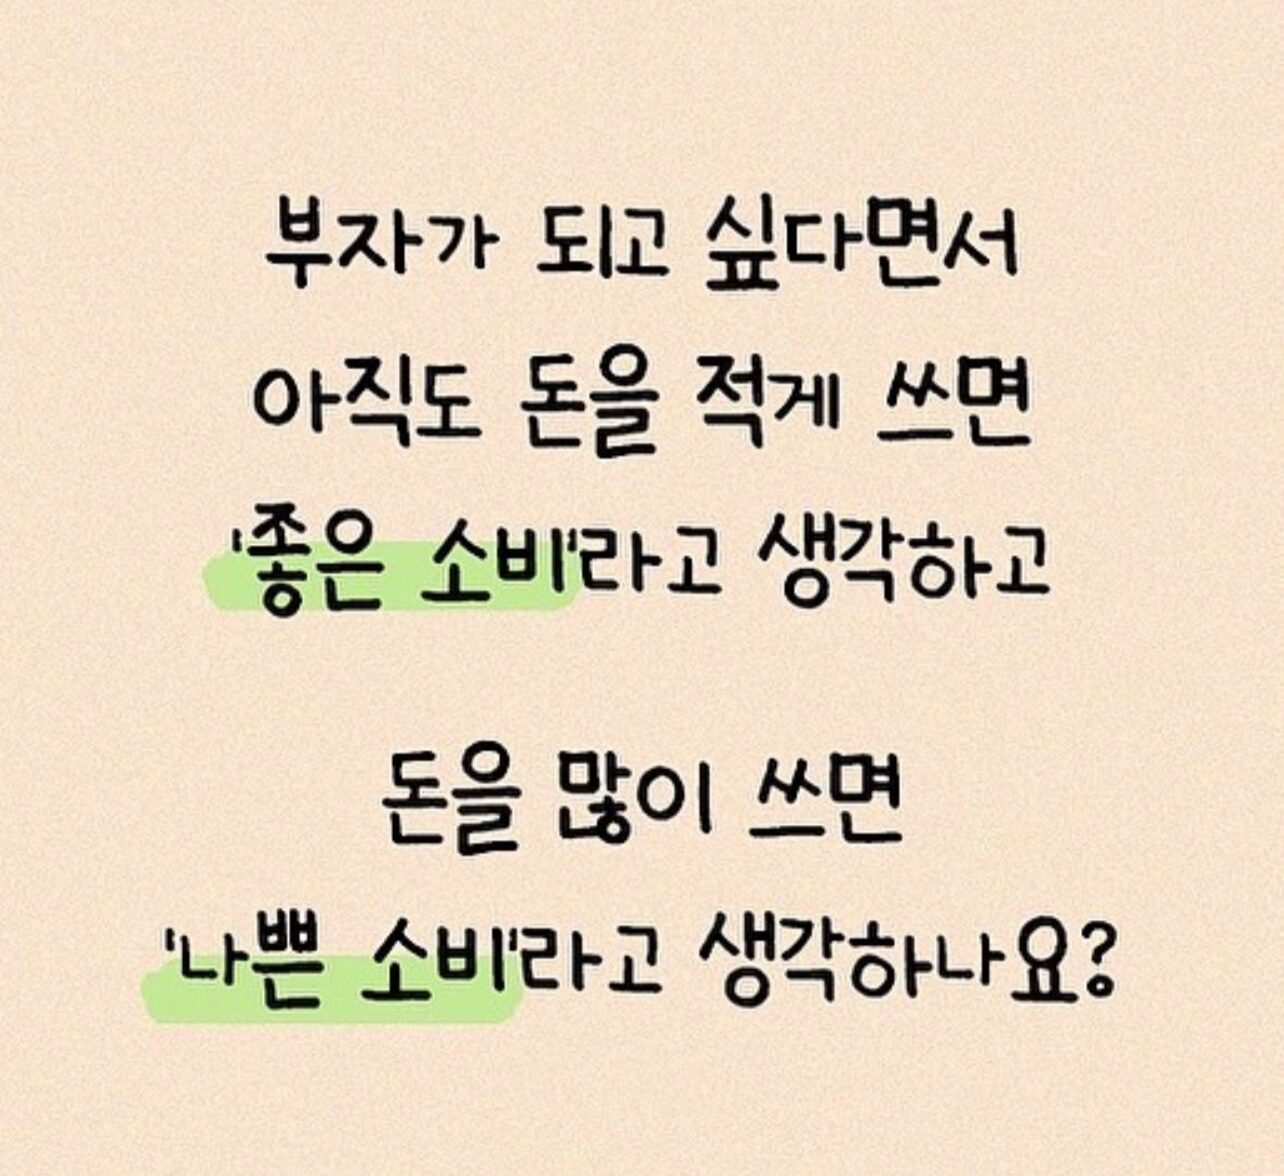 부자가 되고 싶다면서
아직도 돈을 적게 쓰면
'좋은 소비'라고 생각하고
돈을 많이 쓰면
'나쁜 소비'라고 생각하나요?